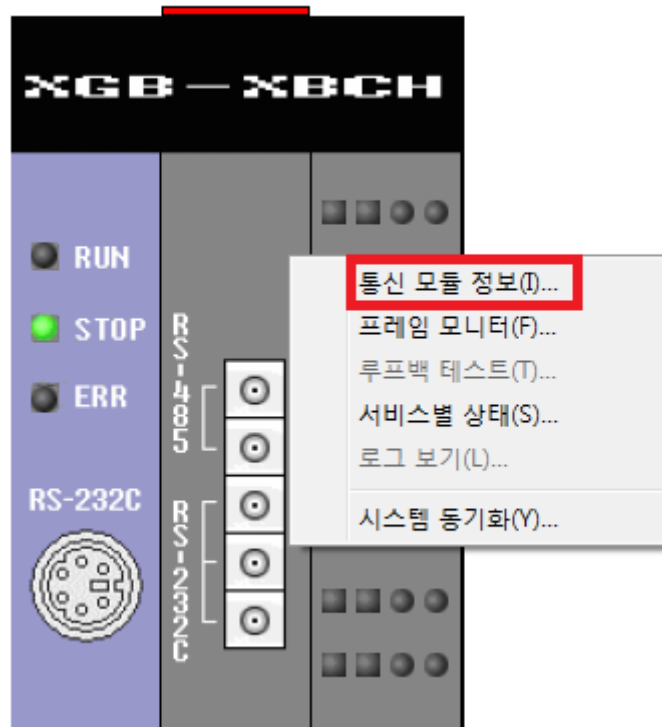 XGB-XBCH
RUN
STOP
ERR
RS-232C
RS-485
RS-232C
통신 모듈 정보(I)...
프레임 모니터(F)...
루프백 테스트(T)...
서비스별 상태(S)...
로그 보기(L)...
시스템 동기화(Y)...